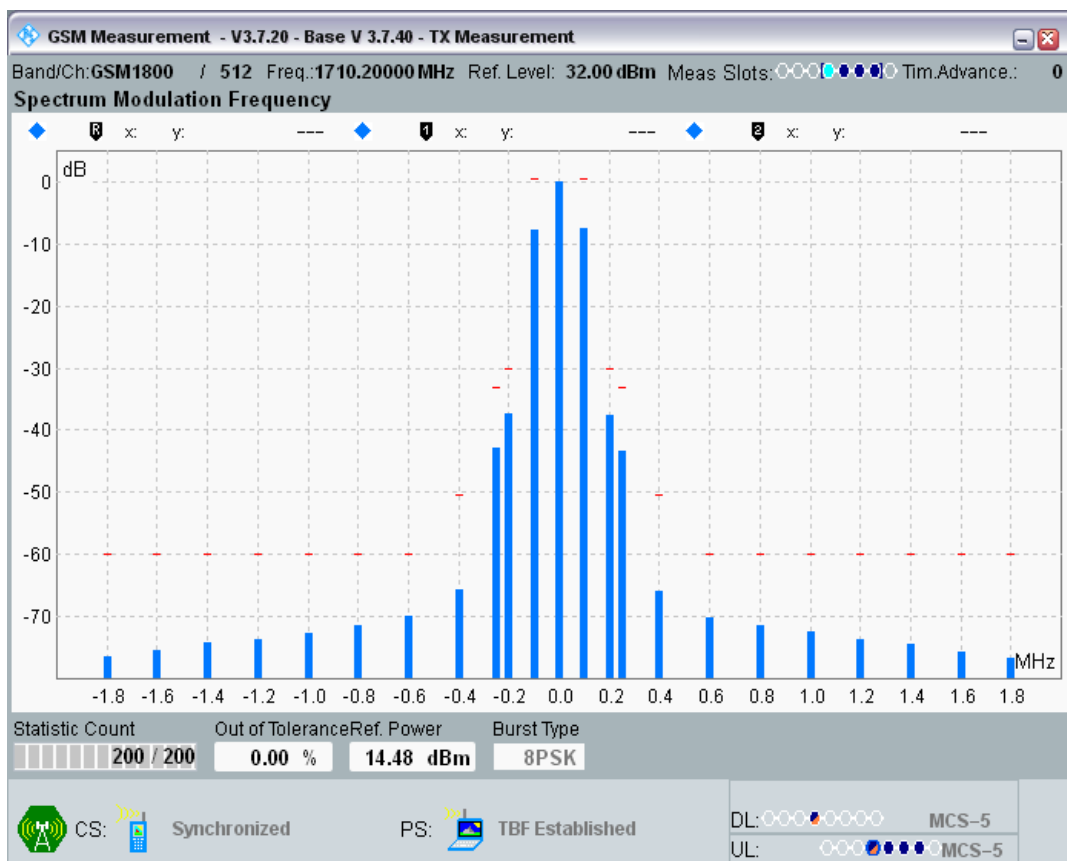 GSM Measurement - V3.7.20 - Base V 3.7.40 - TX Measurement
Band/Ch:GSM1800 / 512 Freq.:1710.20000 MHz Ref. Level: 32.00 dBm Meas Slots: Tim.Advance.: 0
Spectrum Modulation Frequency
R x: y: --- 1 x: y: --- 2 x: y: ---
dB
0
-10
-20
-30
-40
-50
-60
-70
MHz
-1.8 -1.6 -1.4 -1.2 -1.0 -0.8 -0.6 -0.4 -0.2 0.0 0.2 0.4 0.6 0.8 1.0 1.2 1.4 1.6 1.8
Statistic Count Out of Tolerance Ref. Power Burst Type
200 / 200 0.00 % 14.48 dBm 8PSK
CS: Synchronized PS: TBF Established
DL: MCS-5
UL: MCS-5